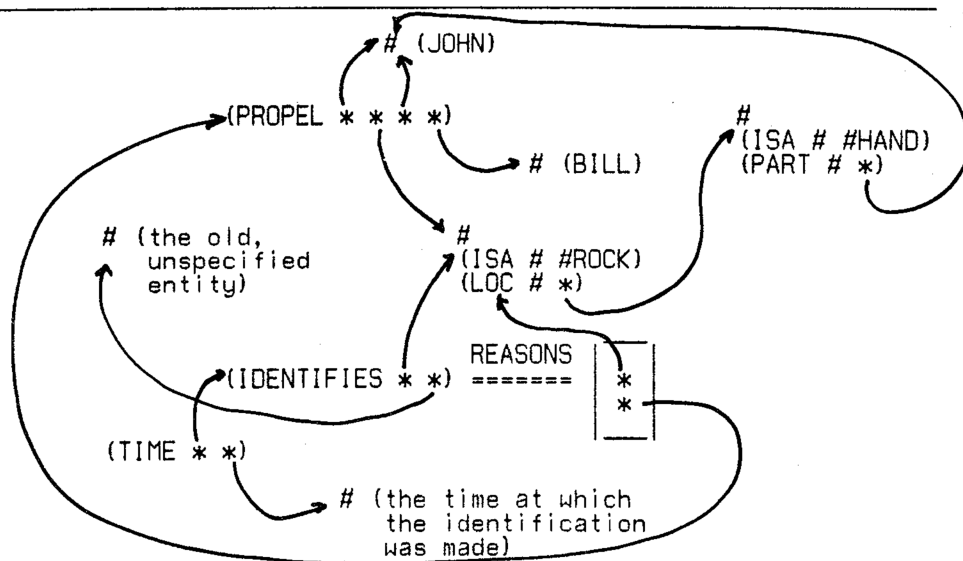 # (JOHN)
(PROPEL * * * *)
#
(ISA # #HAND)
(PART # *)
# (BILL)
# (the old,
unspecified
entity)
#
(ISA # #ROCK)
(LOC # *)
REASONS
(IDENTIFIES * *) ======= *
*
(TIME * *)
# (the time at which
the identification
was made)